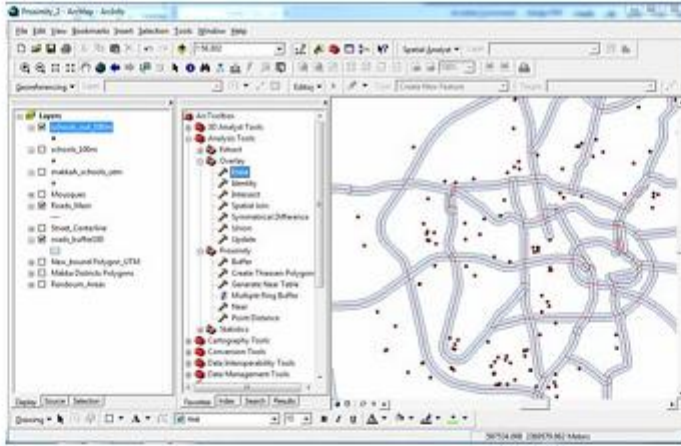 Proximity_2 - ArcMap - ArcInfo
File Edit View Bookmarks Insert Selection Tools Window Help
Spatial Analyst
Georeferencing
Editor
Create New Feature
Layers
schools_out_100m
schools_100m
makkah_schools_utm
Mousques
Roads_Main
Street_Centerline
roads_buffer100
New_bound Polygon_UTM
Makka Districts Polygons
Randoum_Areas
Display Source Selection
ArcToolbox
3D Analyst Tools
Analysis Tools
Extract
Overlay
Erase
Identity
Intersect
Spatial Join
Symmetrical Difference
Union
Update
Proximity
Buffer
Create Thiessen Polygon
Generate Near Table
Multiple Ring Buffer
Near
Point Distance
Statistics
Cartography Tools
Conversion Tools
Data Interoperability Tools
Data Management Tools
Favorites Index Search Results
Drawing
Arial
10
B I U
Meters